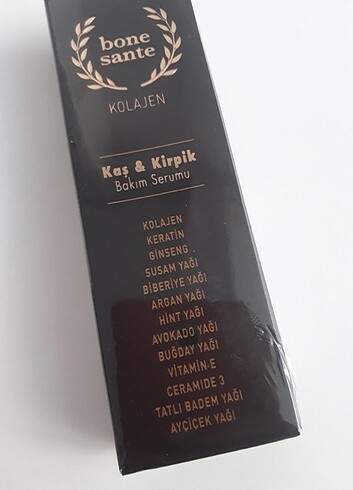 bone
sante
KOLAJEN
Kaş & Kirpik
Bakım Serumu
KOLAJEN
KERATİN
GİNSENG
SUSAM YAĞI
BİBERİYE YAĞI
ARGAN YAĞI
HİNT YAĞI
AVOKADO YAĞI
BUĞDAY YAĞI
VİTAMİN-E
CERAMIDE 3
TATLI BADEM YAĞI
AYÇİÇEK YAĞI